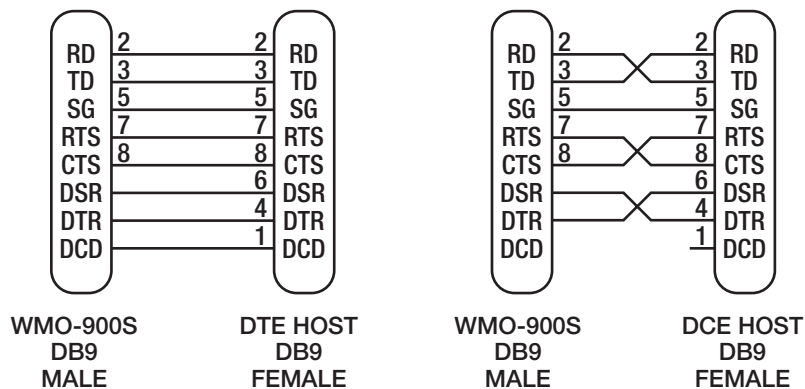 RD 2 2 RD
TD 3 3 TD
SG 5 5 SG
RTS 7 7 RTS
CTS 8 8 CTS
DSR 6 DSR
DTR 4 DTR
DCD 1 DCD
WMO-900S
DB9
MALE
DTE HOST
DB9
FEMALE
RD 2 2 RD
TD 3 3 TD
SG 5 5 SG
RTS 7 7 RTS
CTS 8 8 CTS
DSR 6 DSR
DTR 4 DTR
DCD 1 DCD
WMO-900S
DB9
MALE
DCE HOST
DB9
FEMALE